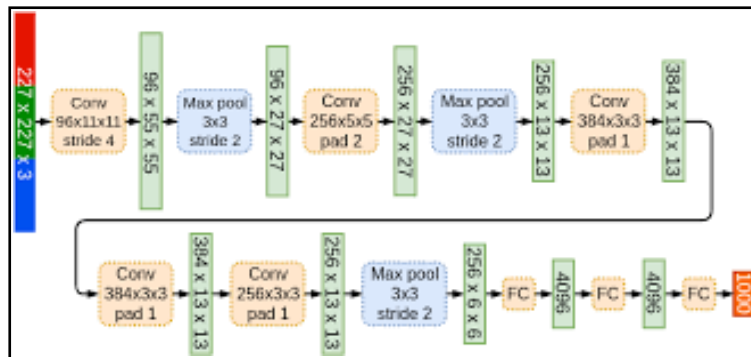 227 x 227 x 3
Conv
96x11x11
stride 4
96 x 55 x 55
Max pool
3x3
stride 2
96 x 27 x 27
Conv
256x5x5
pad 2
256 x 27 x 27
Max pool
3x3
stride 2
256 x 13 x 13
Conv
384x3x3
pad 1
384 x 13 x 13
Conv
384x3x3
pad 1
384 x 13 x 13
Conv
256x3x3
pad 1
256 x 13 x 13
Max pool
3x3
stride 2
256 x 6 x 6
FC
4096
FC
4096
FC
1000